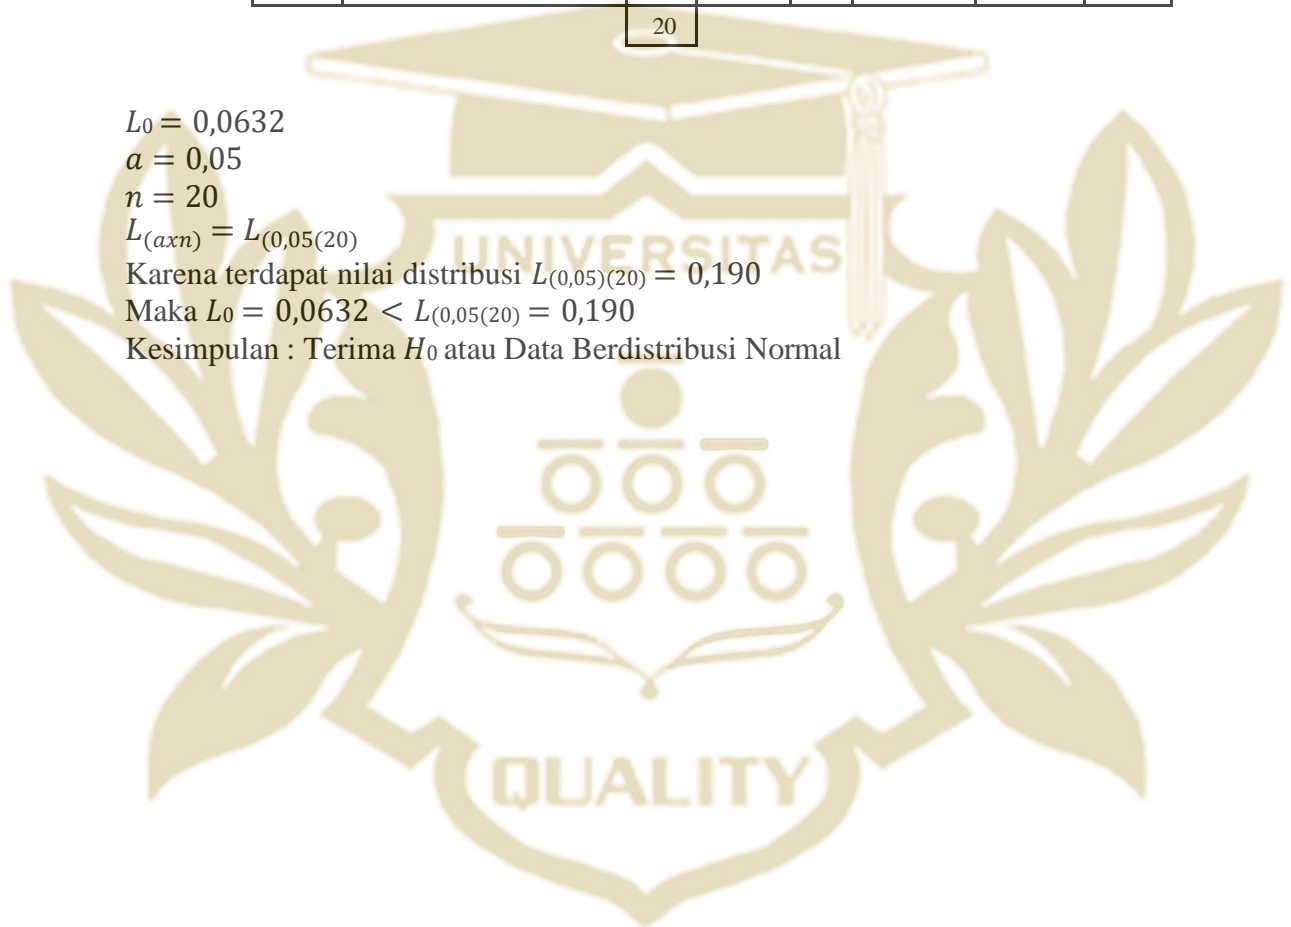 20
L0 = 0,0632
a = 0,05
n = 20
L(axn) = L(0,05(20)
UNIVERSITAS
Karena terdapat nilai distribusi L(0,05)(20) = 0,190
Maka L0 = 0,0632 < L(0,05(20) = 0,190
Kesimpulan : Terima H0 atau Data Berdistribusi Normal
QUALITY